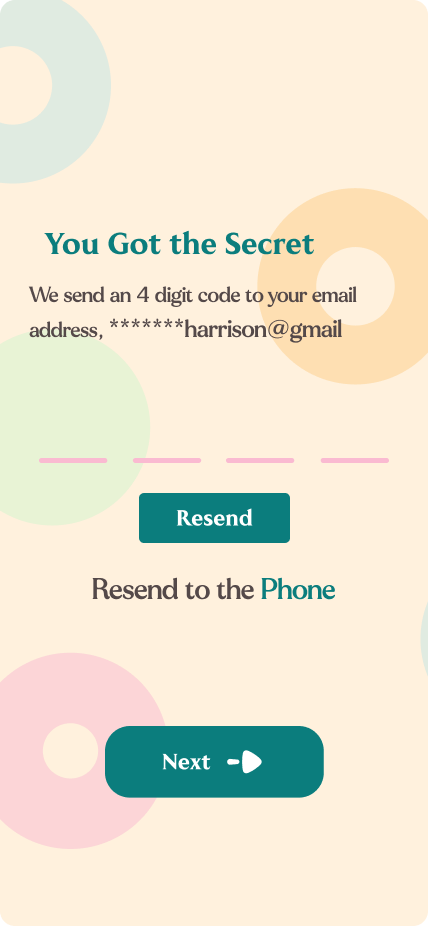 You Got the Secret
We send an 4 digit code to your email
address, *******harrison@gmail
Resend
Resend to the Phone
Next